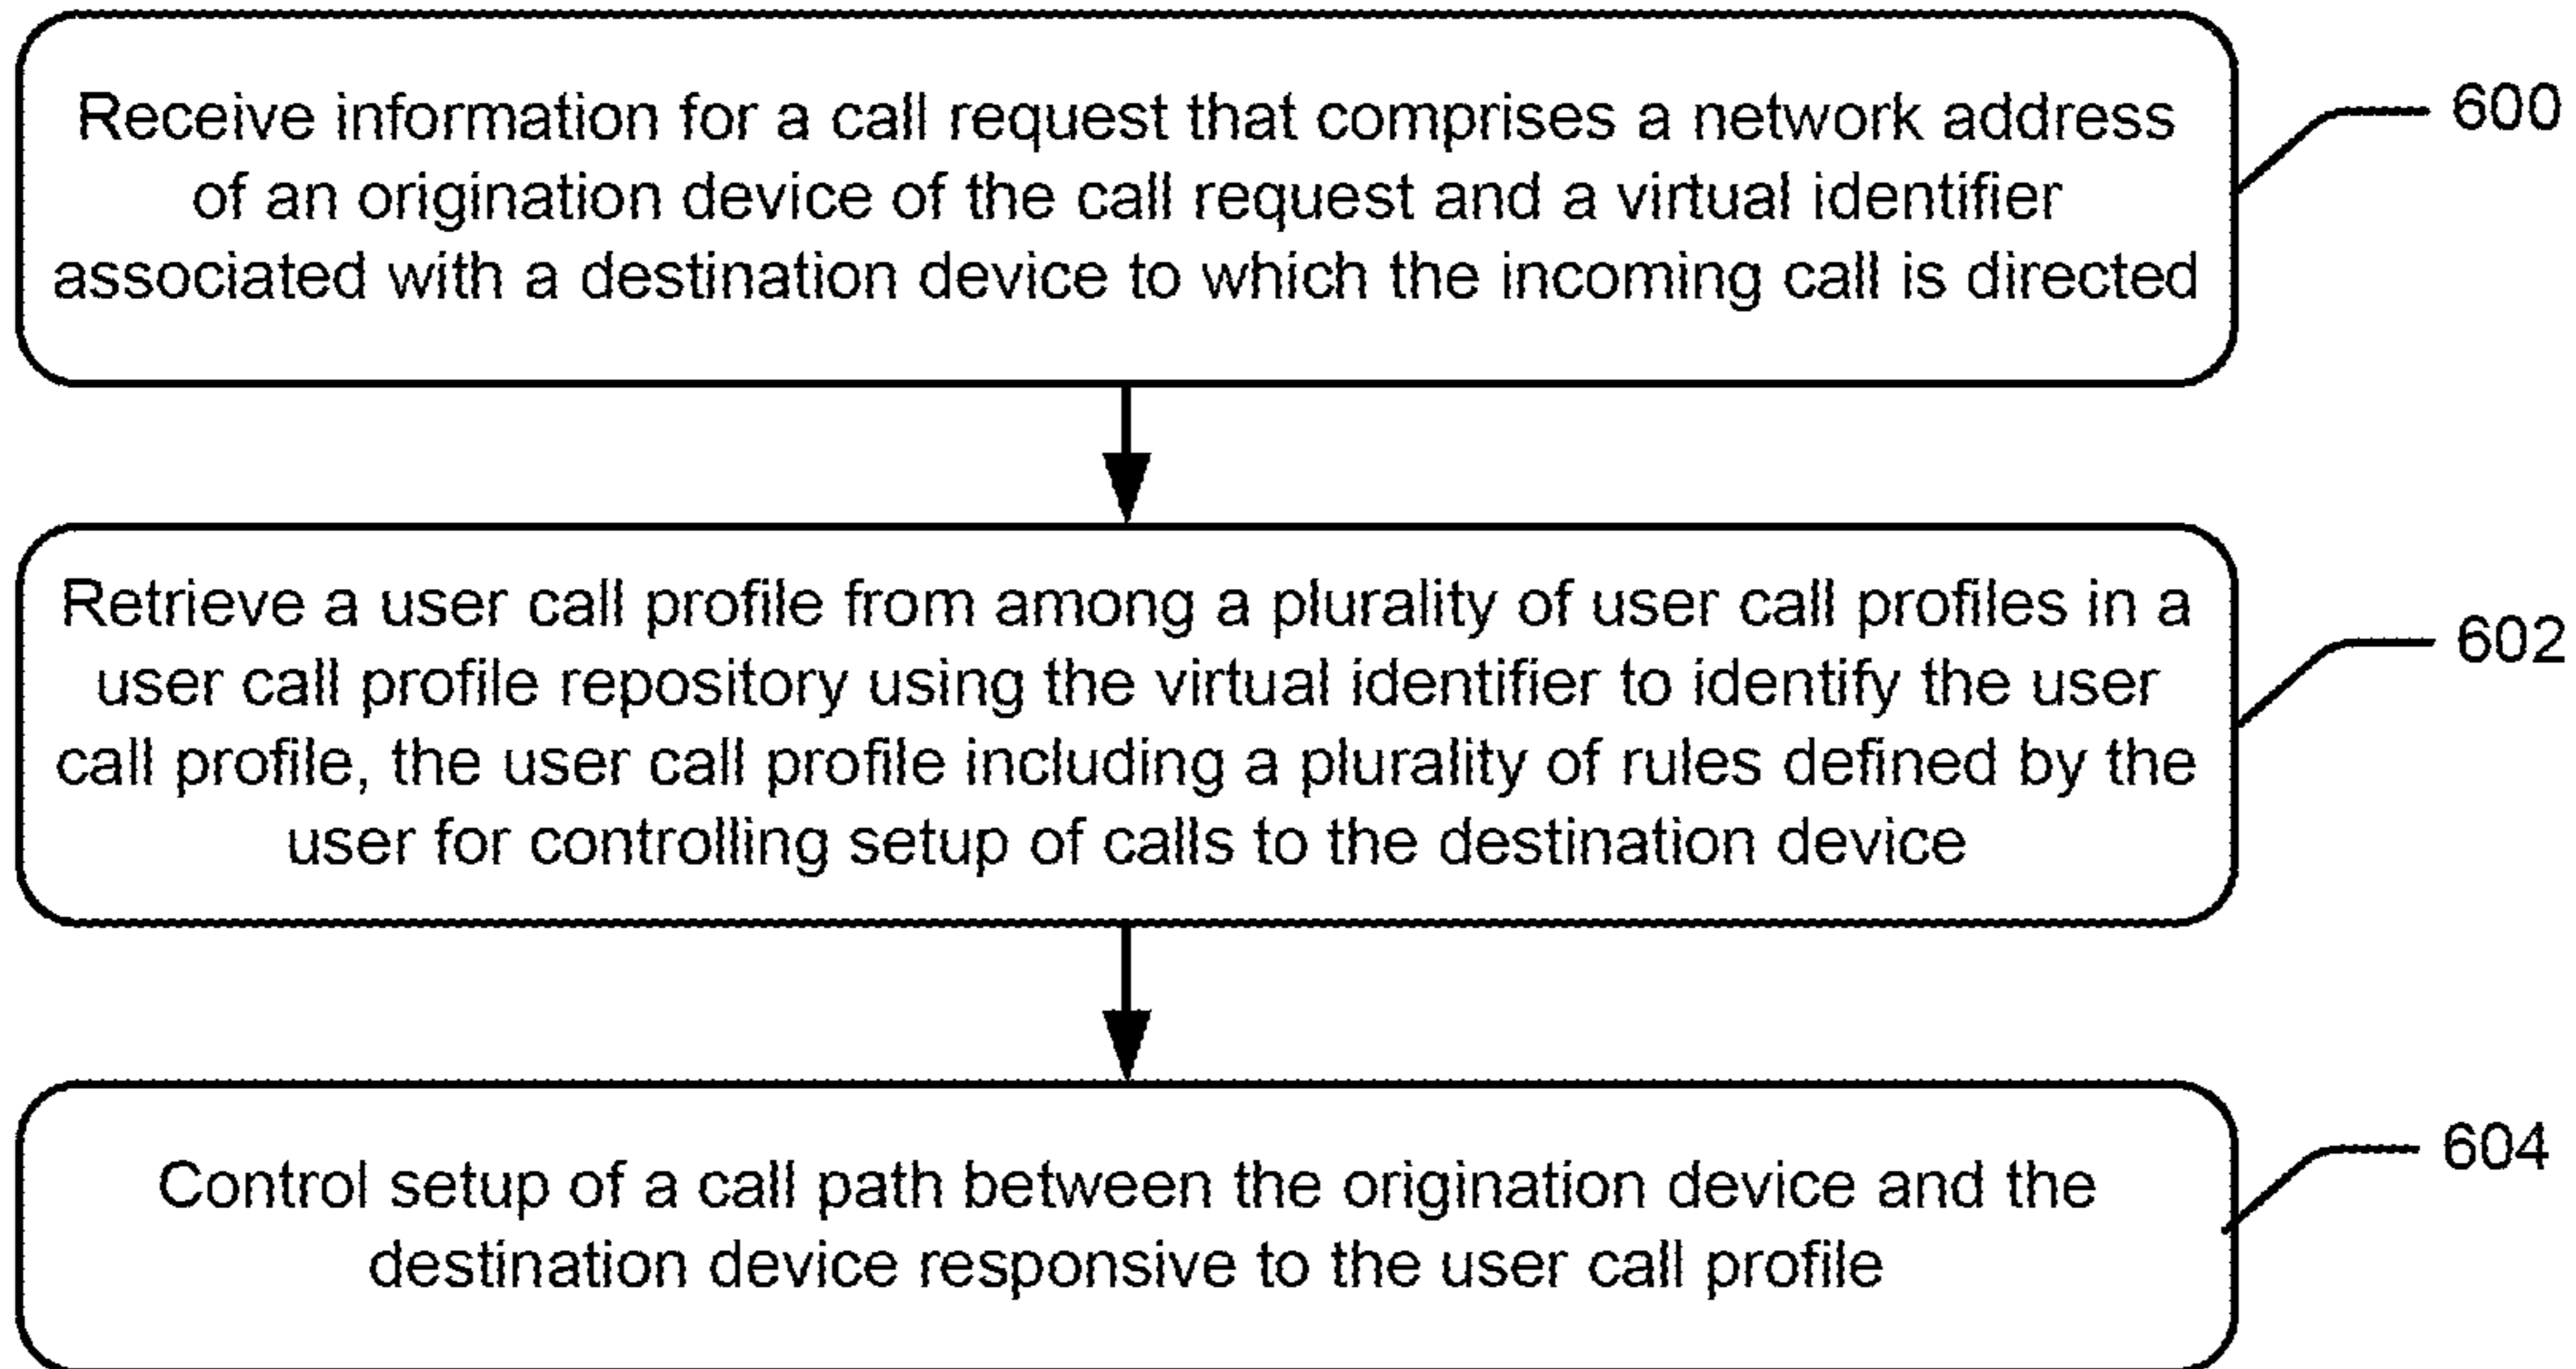 Receive information for a call request that comprises a network address
of an origination device of the call request and a virtual identifier
associated with a destination device to which the incoming call is directed
600
Retrieve a user call profile from among a plurality of user call profiles in a
user call profile repository using the virtual identifier to identify the user
call profile, the user call profile including a plurality of rules defined by the
user for controlling setup of calls to the destination device
602
Control setup of a call path between the origination device and the
destination device responsive to the user call profile
604